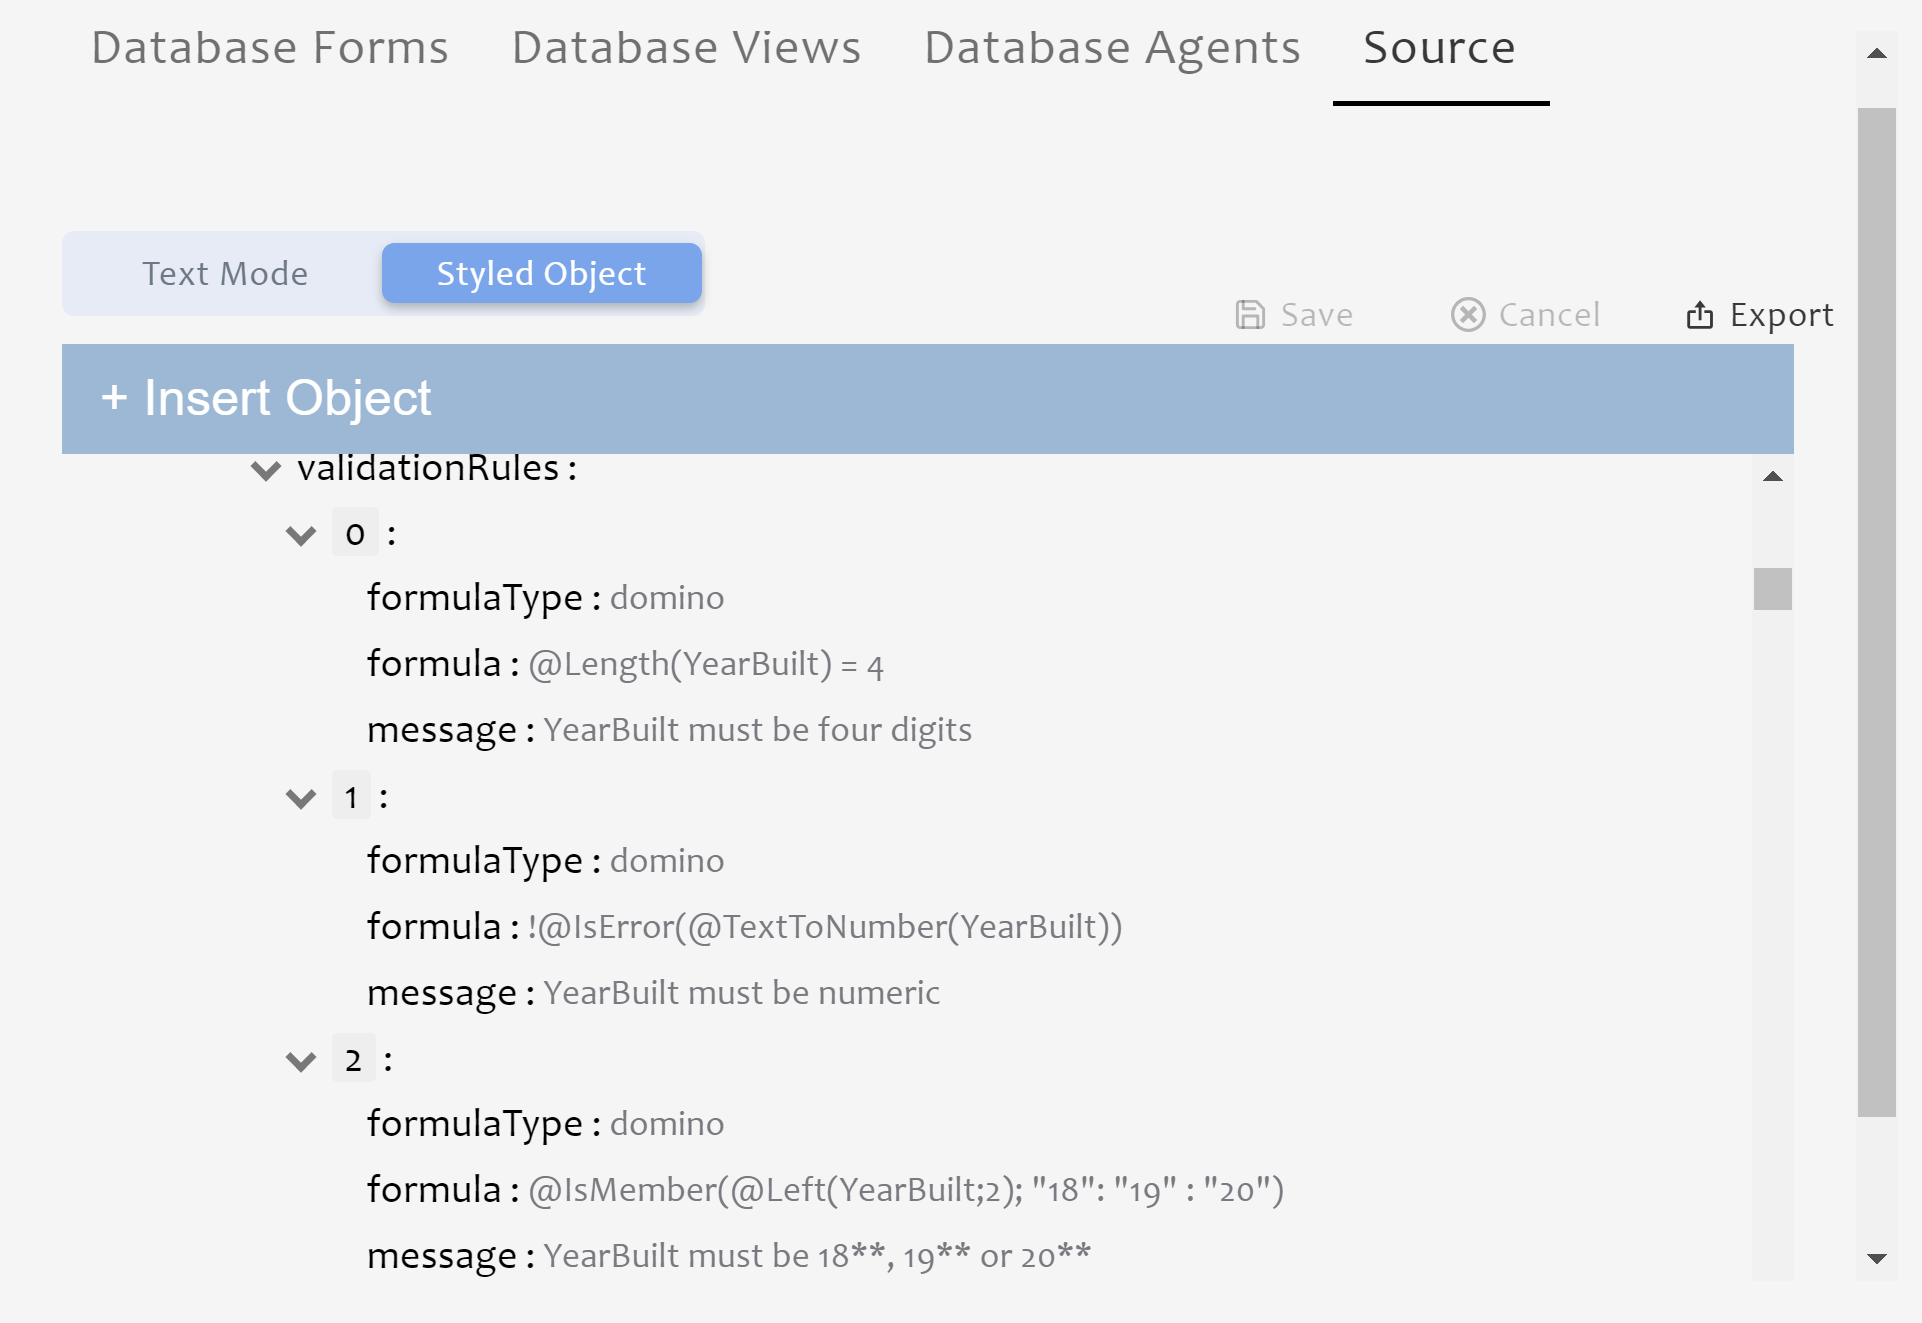 Database Forms Database Views Database Agents Source
Text Mode Styled Object
Save Cancel Export
+ Insert Object
validationRules :
0 :
formulaType : domino
formula : @Length(YearBuilt) = 4
message : YearBuilt must be four digits
1 :
formulaType : domino
formula : !@IsError(@TextToNumber(YearBuilt))
message : YearBuilt must be numeric
2 :
formulaType : domino
formula : @IsMember(@Left(YearBuilt;2); "18": "19" : "20")
message : YearBuilt must be 18**, 19** or 20**